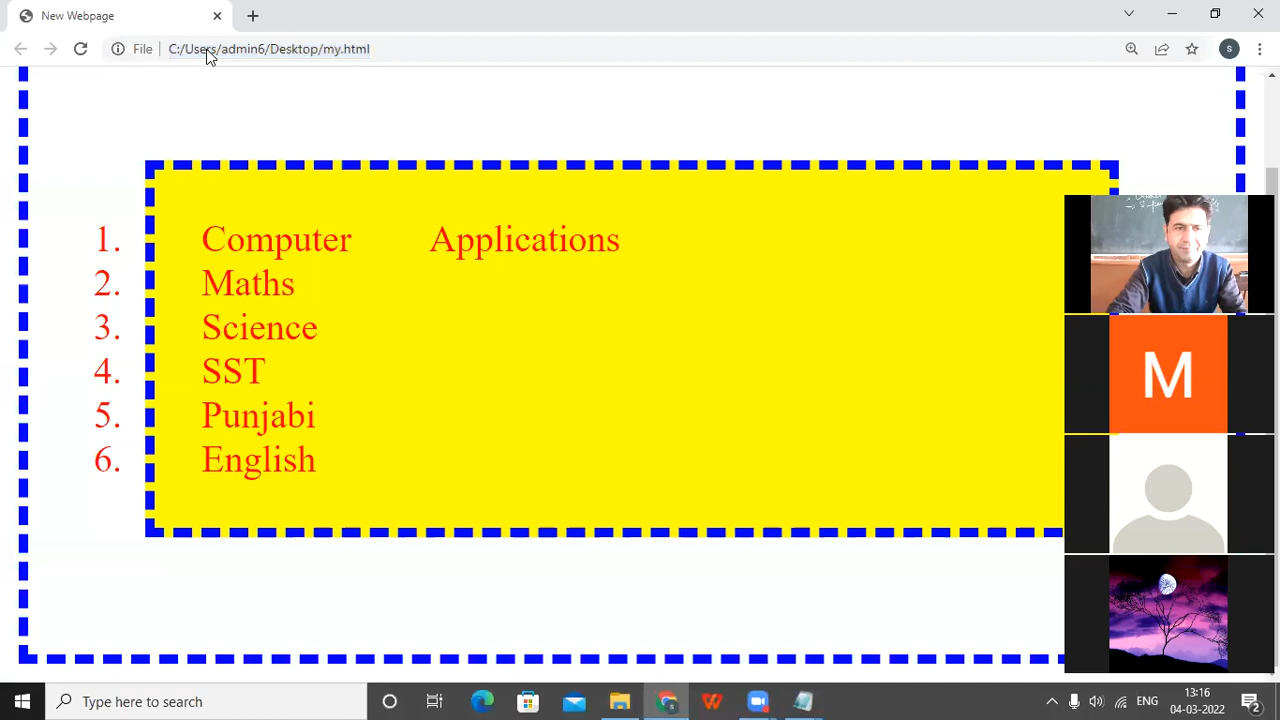 New Webpage
File C:/Users/admin6/Desktop/my.html
s
1. Computer Applications
2. Maths
3. Science
4. SST
5. Punjabi
6. English
M
Type here to search
ENG
13:16
04-03-2022
2